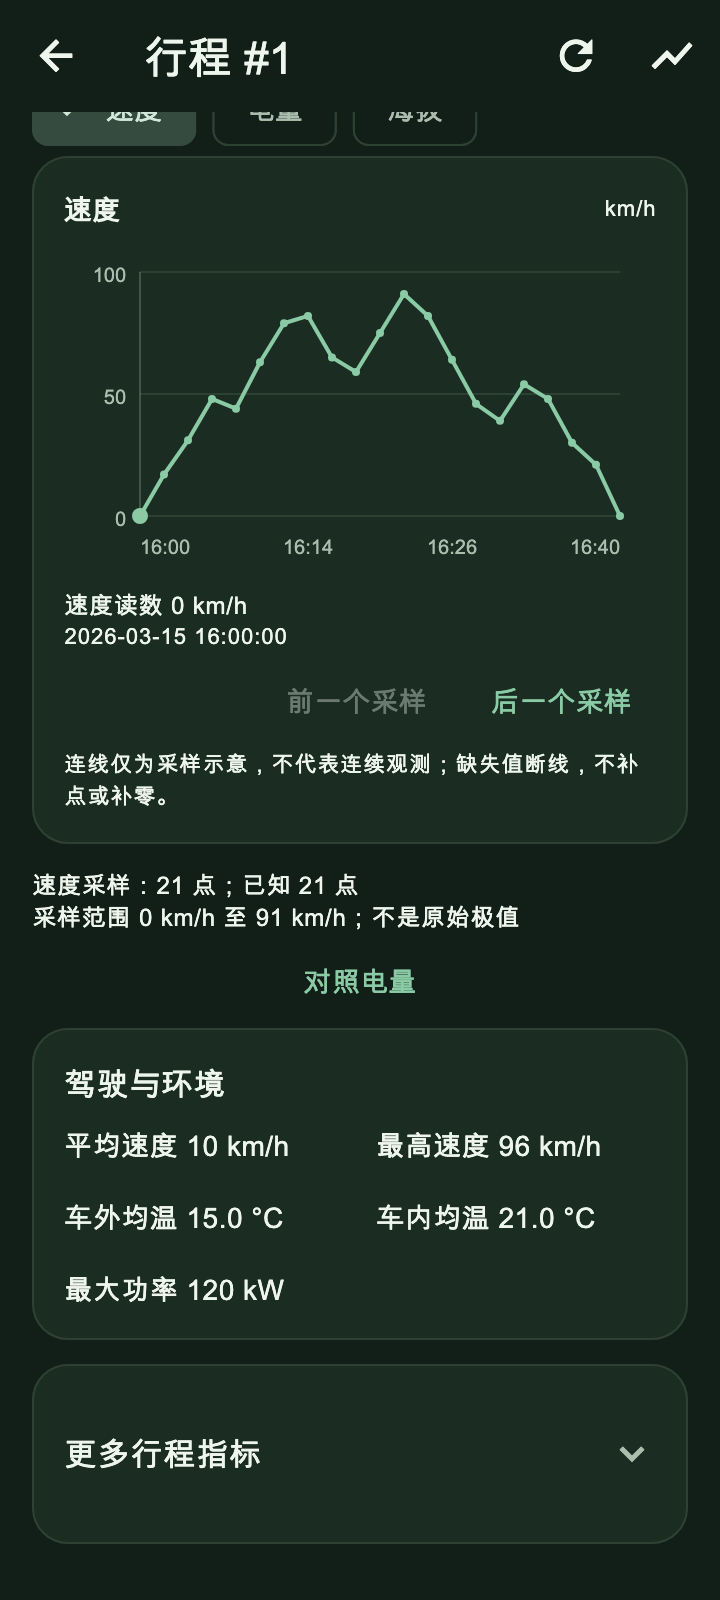 行程 #1
速度
电量
海拔
速度
km/h
100
50
0
16:00
16:14
16:26
16:40
速度读数 0 km/h
2026-03-15 16:00:00
前一个采样
后一个采样
连线仅为采样示意，不代表连续观测；缺失值断线，不补
点或补零。
速度采样：21 点；已知 21 点
采样范围 0 km/h 至 91 km/h；不是原始极值
对照电量
驾驶与环境
平均速度 10 km/h
最高速度 96 km/h
车外均温 15.0 °C
车内均温 21.0 °C
最大功率 120 kW
更多行程指标